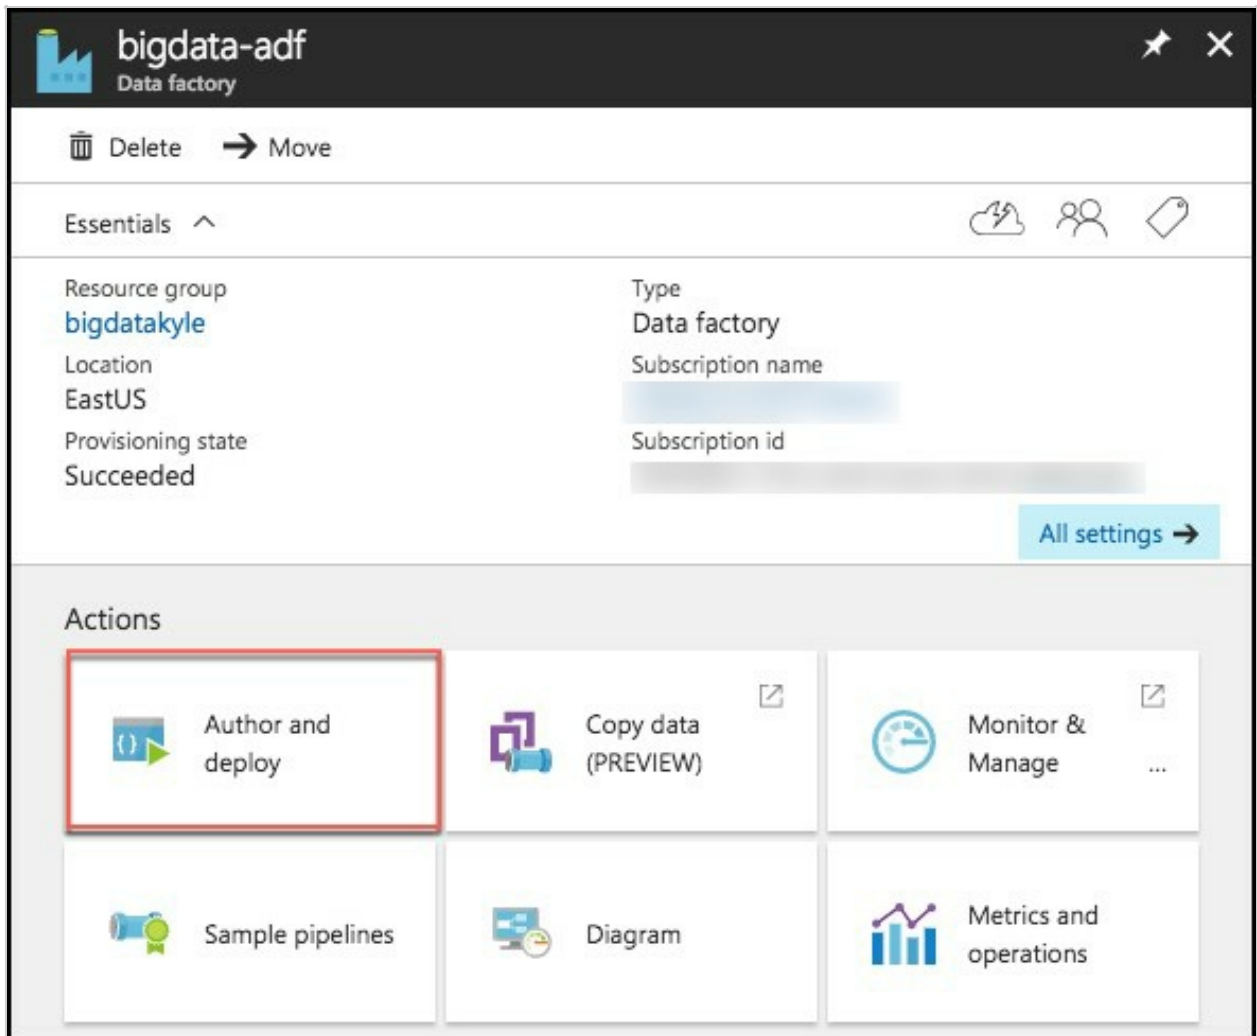 bigdata-adf
Data factory
Delete
Move
Essentials
Resource group
bigdatakyle
Location
EastUS
Provisioning state
Succeeded
Type
Data factory
Subscription name
Subscription id
All settings
Actions
Author and
deploy
Copy data
(PREVIEW)
Monitor &
Manage
...
Sample pipelines
Diagram
Metrics and
operations